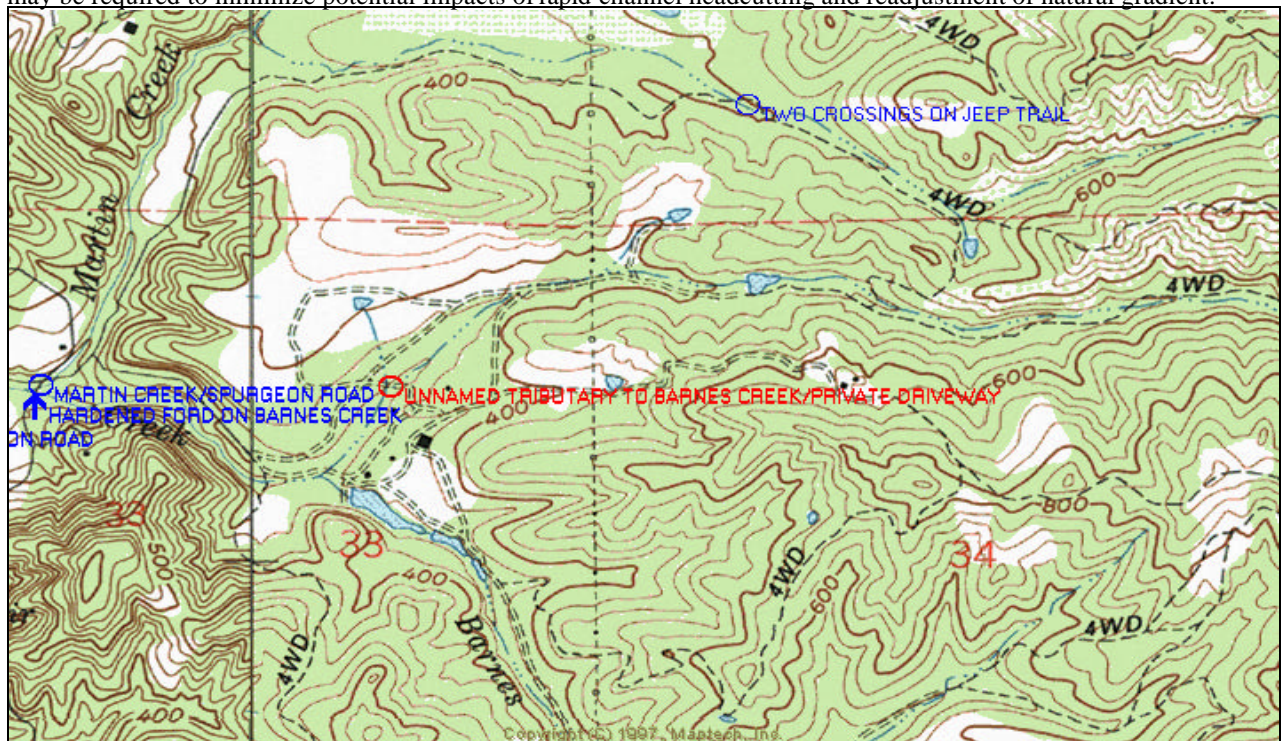 may be required to minimize potential impacts of rapid channel headcutting and readjustment of natural gradient.
4WD
Creek
400
TWO CROSSINGS ON JEEP TRAIL
600
4WD
Martin
4WD
MARTIN CREEK/SPURGEON ROAD
UNNAMED TRIBUTARY TO BARNES CREEK/PRIVATE DRIVEWAY
600
HARDENED FORD ON BARNES CREEK
400
ON ROAD
Creek
800
33
33
34
500
4WD
400
600
Barnes
4WD
4WD
400
Copyright (C) 1997, Maptech, Inc.